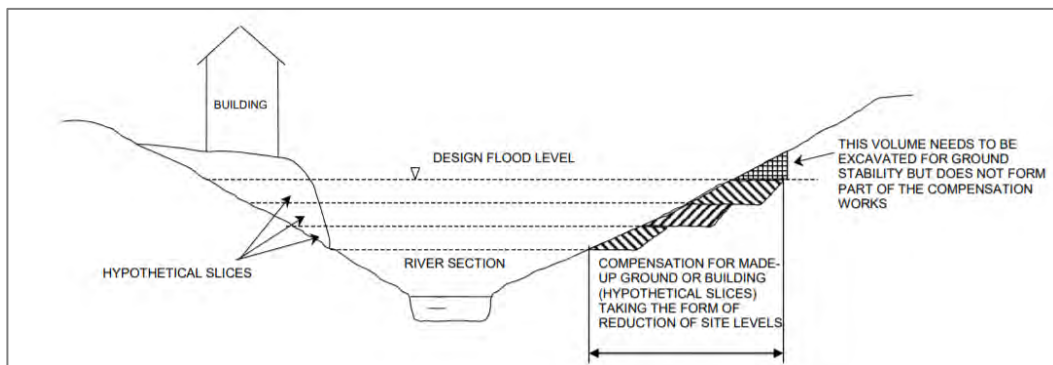 BUILDING
DESIGN FLOOD LEVEL
THIS VOLUME NEEDS TO BE
EXCAVATED FOR GROUND
STABILITY BUT DOES NOT FORM
PART OF THE COMPENSATION
WORKS
HYPOTHETICAL SLICES
RIVER SECTION
COMPENSATION FOR MADE-
UP GROUND OR BUILDING
(HYPOTHETICAL SLICES)
TAKING THE FORM OF
REDUCTION OF SITE LEVELS